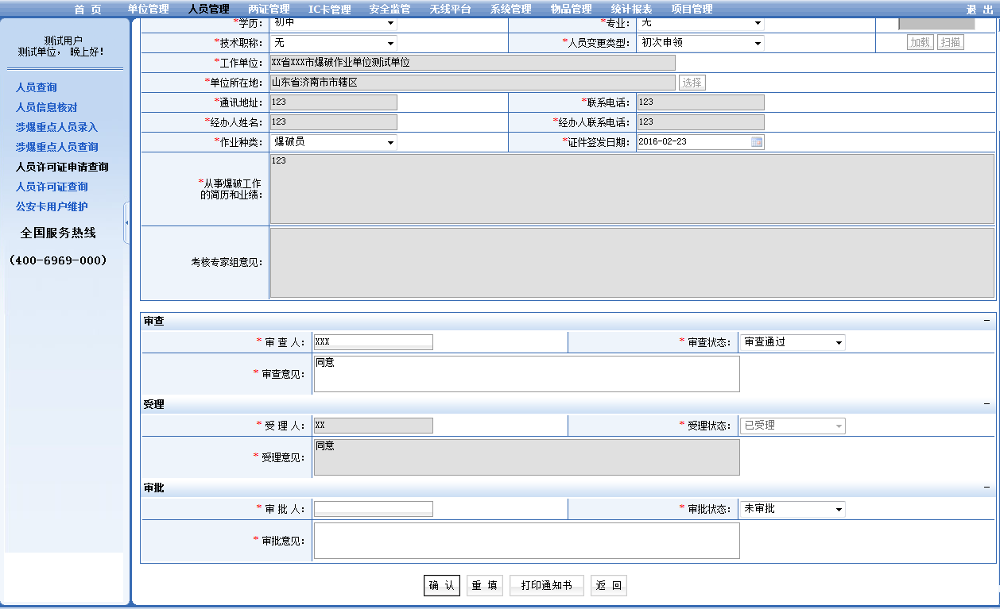 首 页 单位管理 人员管理 两证管理 IC卡管理 安全监管 无线平台 系统管理 物品管理 统计报表 项目管理 退 出
测试用户
测试单位， 晚上好！
人员查询
人员信息核对
涉爆重点人员录入
涉爆重点人员查询
人员许可证申请查询
人员许可证查询
公安卡用户维护
全国服务热线
(400-6969-000)
*学历： 初中 *专业： 无
*技术职称： 无 *人员变更类型： 初次申领 加载 扫描
*工作单位： XX省XXX市爆破作业单位测试单位
*单位所在地： 山东省济南市市辖区 选择
*通讯地址： 123 *联系电话： 123
*经办人姓名： 123 *经办人联系电话： 123
*作业种类： 爆破员 *证件签发日期： 2016-02-23
*从事爆破工作
的简历和业绩： 123
考核专家组意见：
审查 －
* 审 查 人： XXX * 审查状态： 审查通过
* 审查意见： 同意
受理 －
* 受 理 人： XX * 受理状态： 已受理
* 受理意见： 同意
审批 －
* 审 批 人： * 审批状态： 未审批
* 审批意见：
确 认 重 填 打印通知书 返 回